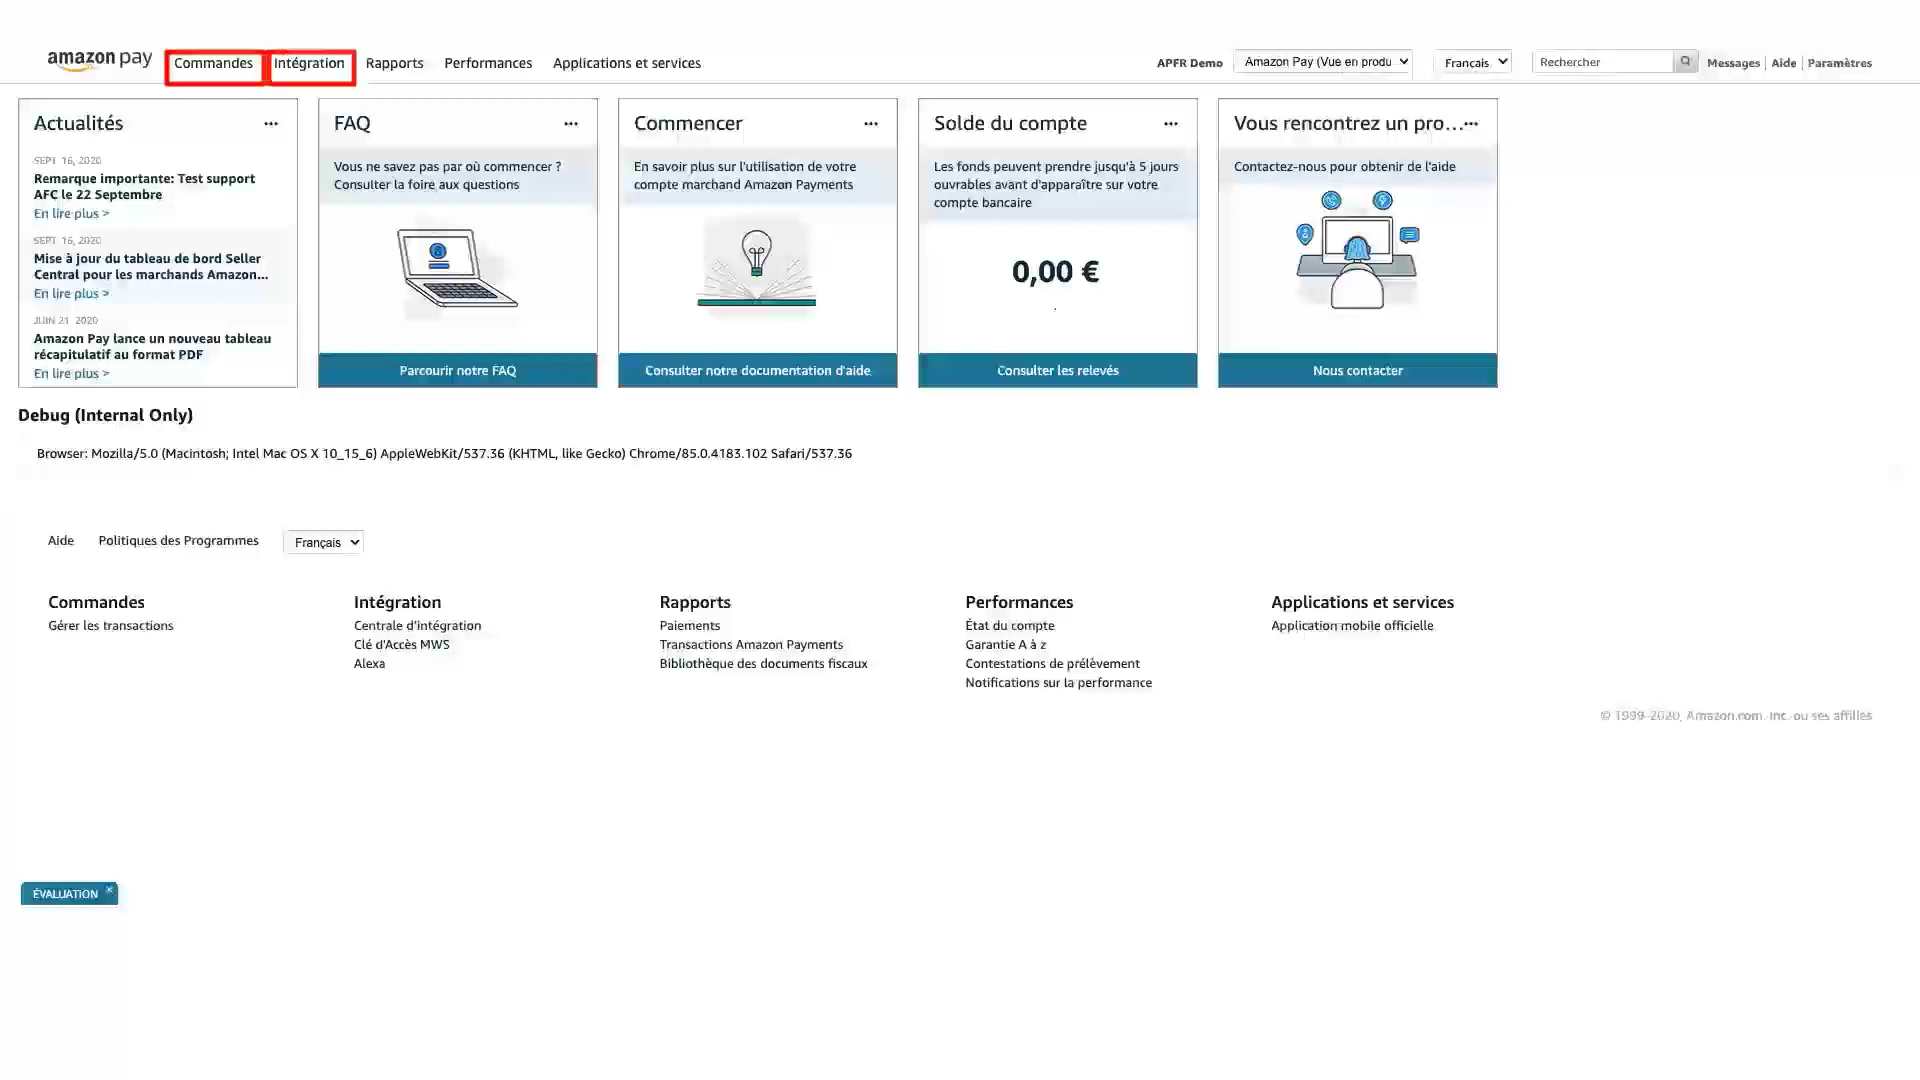 amazon pay
Commandes
Intégration
Rapports
Performances
Applications et services
APFR Demo
Amazon Pay (Vue en produ
Français
Rechercher
Messages
Aide
Paramètres
Actualités
SEPT. 16, 2020
Remarque importante: Test support
AFC le 22 Septembre
En lire plus >
SEPT. 16, 2020
Mise à jour du tableau de bord Seller
Central pour les marchands Amazon...
En lire plus >
JUIN 21, 2020
Amazon Pay lance un nouveau tableau
récapitulatif au format PDF
En lire plus >
FAQ
Vous ne savez pas par où commencer ?
Consulter la foire aux questions
Parcourir notre FAQ
Commencer
En savoir plus sur l'utilisation de votre
compte marchand Amazon Payments
Consulter notre documentation d'aide
Solde du compte
Les fonds peuvent prendre jusqu'à 5 jours
ouvrables avant d'apparaître sur votre
compte bancaire
0,00 €
Consulter les relevés
Vous rencontrez un pro...
Contactez-nous pour obtenir de l'aide
Nous contacter
Debug (Internal Only)
Browser: Mozilla/5.0 (Macintosh; Intel Mac OS X 10_15_6) AppleWebKit/537.36 (KHTML, like Gecko) Chrome/85.0.4183.102 Safari/537.36
Aide
Politiques des Programmes
Français
Commandes
Gérer les transactions
Intégration
Centrale d'intégration
Clé d'Accès MWS
Alexa
Rapports
Paiements
Transactions Amazon Payments
Bibliothèque des documents fiscaux
Performances
État du compte
Garantie A à z
Contestations de prélèvement
Notifications sur la performance
Applications et services
Application mobile officielle
© 1999-2020, Amazon.com, Inc. ou ses affiliés
ÉVALUATION